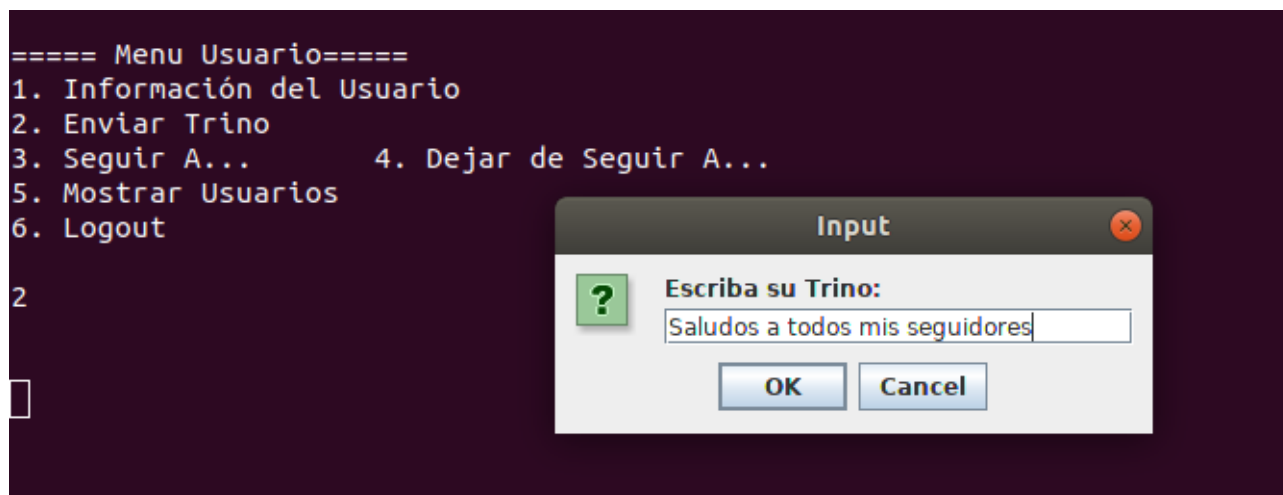 ===== Menu Usuario=====
1. Información del Usuario
2. Enviar Trino
3. Seguir A...       4. Dejar de Seguir A...
5. Mostrar Usuarios
6. Logout
2
Input
?
Escriba su Trino:
Saludos a todos mis seguidores
OK Cancel